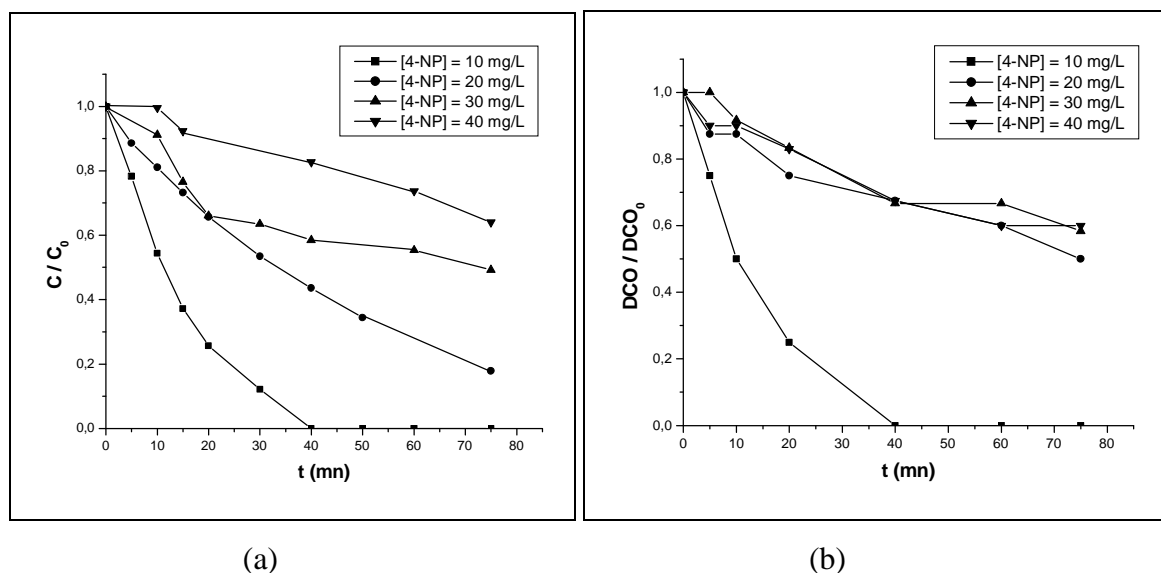 [4-NP] = 10 mg/L
[4-NP] = 20 mg/L
[4-NP] = 30 mg/L
[4-NP] = 40 mg/L
1,0
0,8
0,6
0,4
0,2
0,0
C / C0
0 10 20 30 40 50 60 70 80
t (mn)
(a)
[4-NP] = 10 mg/L
[4-NP] = 20 mg/L
[4-NP] = 30 mg/L
[4-NP] = 40 mg/L
1,0
0,8
0,6
0,4
0,2
0,0
DCO / DCO0
0 10 20 30 40 50 60 70 80
t (mn)
(b)